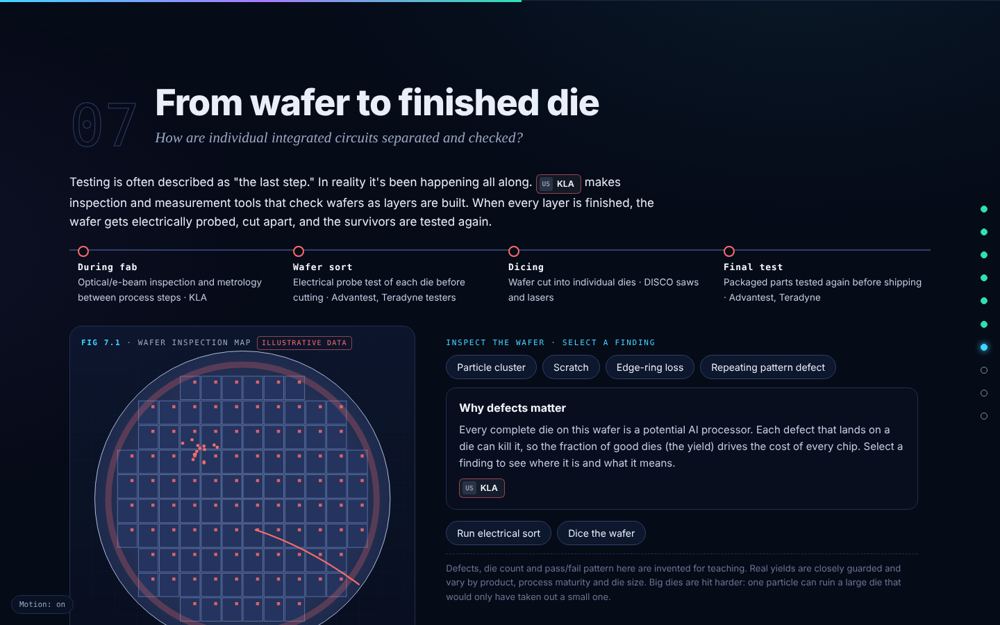 07
From wafer to finished die
How are individual integrated circuits separated and checked?
Testing is often described as "the last step." In reality it's been happening all along. US KLA makes
inspection and measurement tools that check wafers as layers are built. When every layer is finished, the
wafer gets electrically probed, cut apart, and the survivors are tested again.
During fab
Optical/e-beam inspection and metrology
between process steps · KLA
Wafer sort
Electrical probe test of each die before
cutting · Advantest, Teradyne testers
Dicing
Wafer cut into individual dies · DISCO saws
and lasers
Final test
Packaged parts tested again before shipping
· Advantest, Teradyne
FIG 7.1 · WAFER INSPECTION MAP ILLUSTRATIVE DATA
INSPECT THE WAFER · SELECT A FINDING
Particle cluster Scratch Edge-ring loss Repeating pattern defect
Why defects matter
Every complete die on this wafer is a potential AI processor. Each defect that lands on a
die can kill it, so the fraction of good dies (the yield) drives the cost of every chip. Select a
finding to see where it is and what it means.
US KLA
Run electrical sort Dice the wafer
Defects, die count and pass/fail pattern here are invented for teaching. Real yields are closely guarded and
vary by product, process maturity and die size. Big dies are hit harder: one particle can ruin a large die that
would only have taken out a small one.
Motion: on